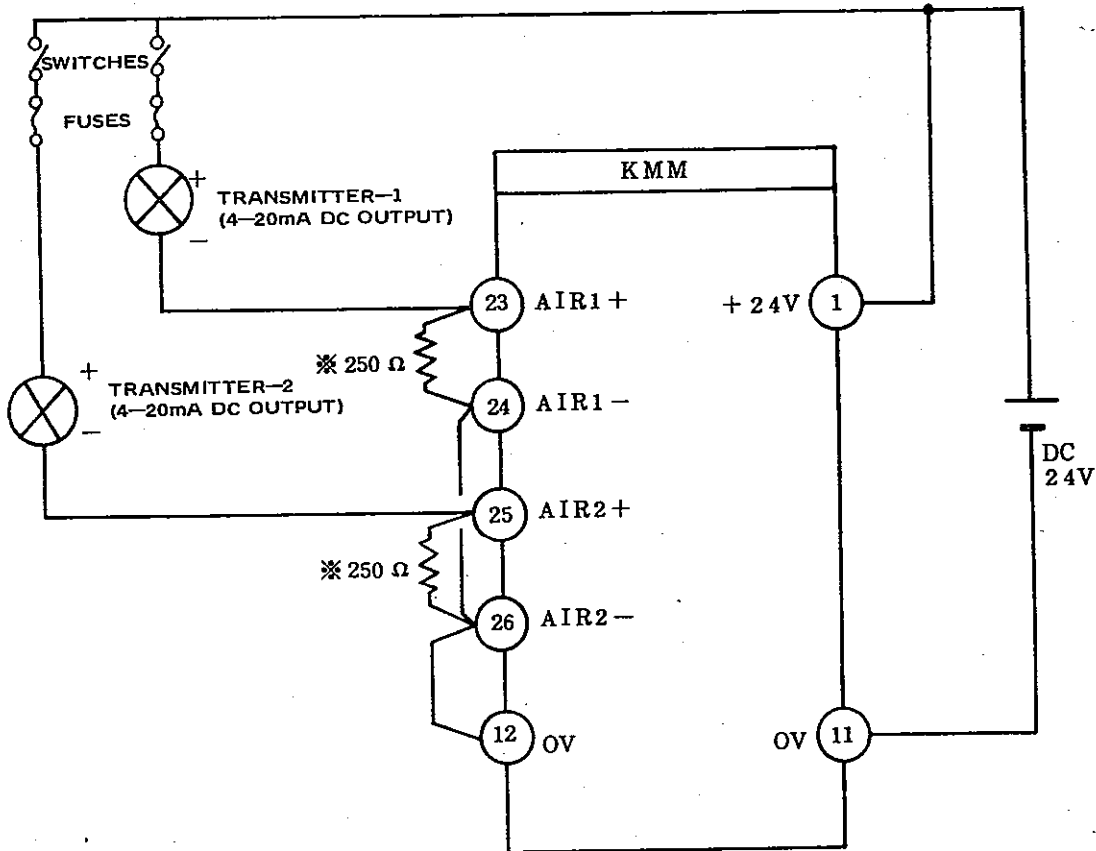 SWITCHES
FUSES
KMM
+
TRANSMITTER—1
(4—20mA DC OUTPUT)
—
23 AIR1+
+24V 1
※ 250 Ω
+
TRANSMITTER—2
(4—20mA DC OUTPUT)
—
24 AIR1—
DC
24V
25 AIR2+
※ 250 Ω
26 AIR2—
12 OV
OV 11